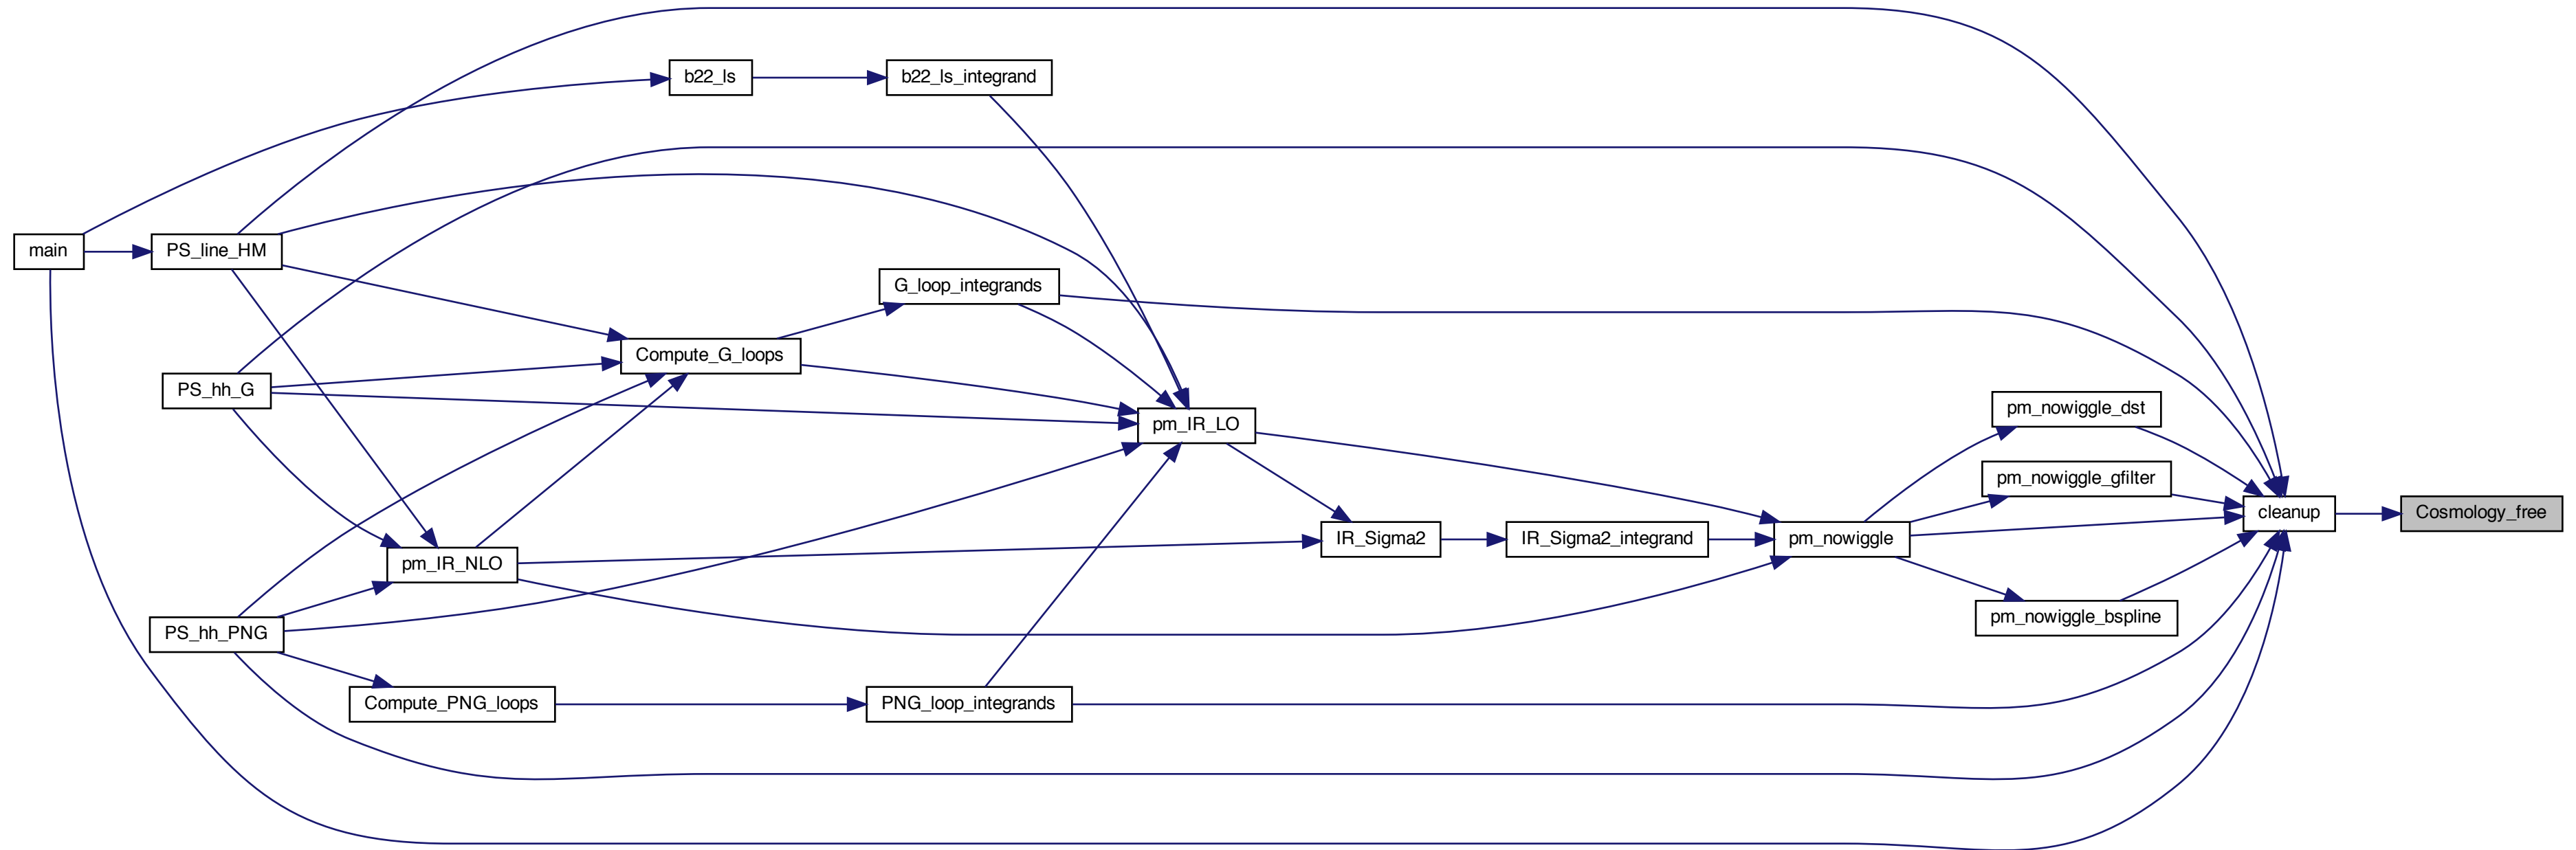 b22_ls
b22_ls_integrand
main
PS_line_HM
G_loop_integrands
Compute_G_loops
PS_hh_G
pm_IR_LO
pm_nowiggle_dst
pm_nowiggle_gfilter
cleanup
Cosmology_free
IR_Sigma2
IR_Sigma2_integrand
pm_nowiggle
pm_IR_NLO
pm_nowiggle_bspline
PS_hh_PNG
Compute_PNG_loops
PNG_loop_integrands